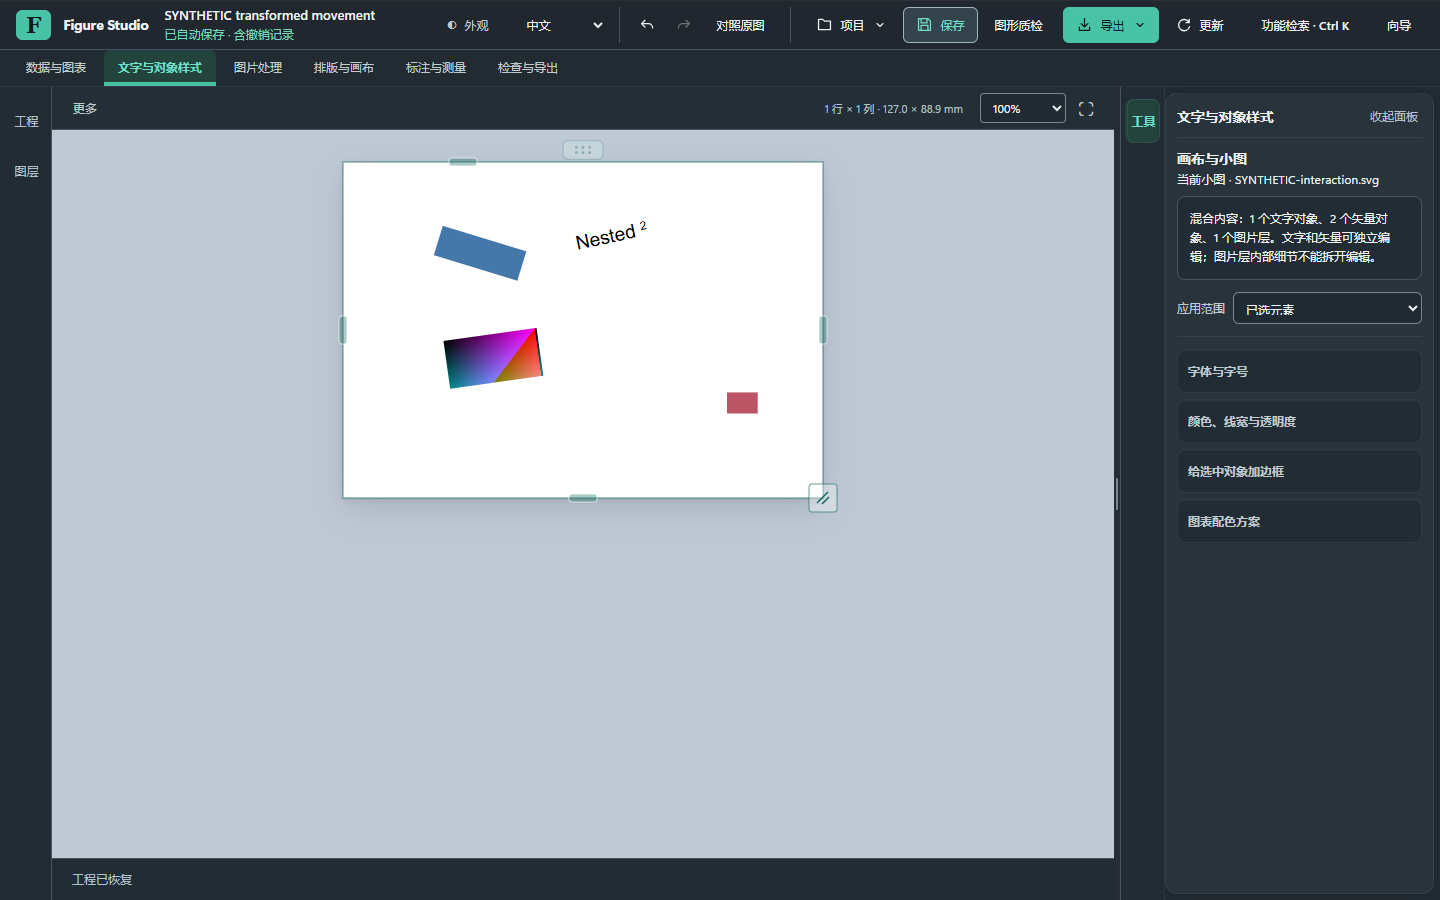 F Figure Studio
SYNTHETIC transformed movement
已自动保存 · 含撤销记录
外观
中文
对照原图
项目
保存
图形质检
导出
更新
功能检索 · Ctrl K
向导
数据与图表
文字与对象样式
图片处理
排版与画布
标注与测量
检查与导出
工程
图层
更多
1 行 × 1 列 · 127.0 × 88.9 mm
100%
Nested 2
工程已恢复
工具
文字与对象样式
收起面板
画布与小图
当前小图 · SYNTHETIC-interaction.svg
混合内容：1 个文字对象、2 个矢量对
象、1 个图片层。文字和矢量可独立编
辑；图片层内部细节不能拆开编辑。
应用范围
已选元素
字体与字号
颜色、线宽与透明度
给选中对象加边框
图表配色方案